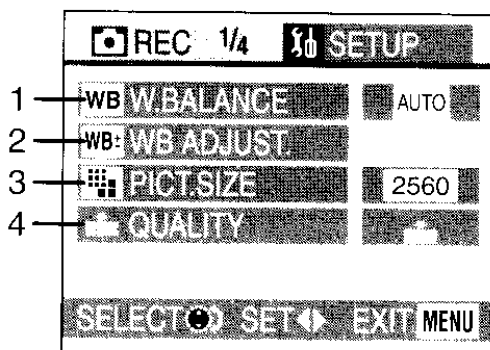 REC 1/4 SETUP
1 WB W.BALANCE AUTO
2 WB± WB ADJUST.
3 PICT.SIZE 2560
4 QUALITY
SELECT SET EXIT MENU